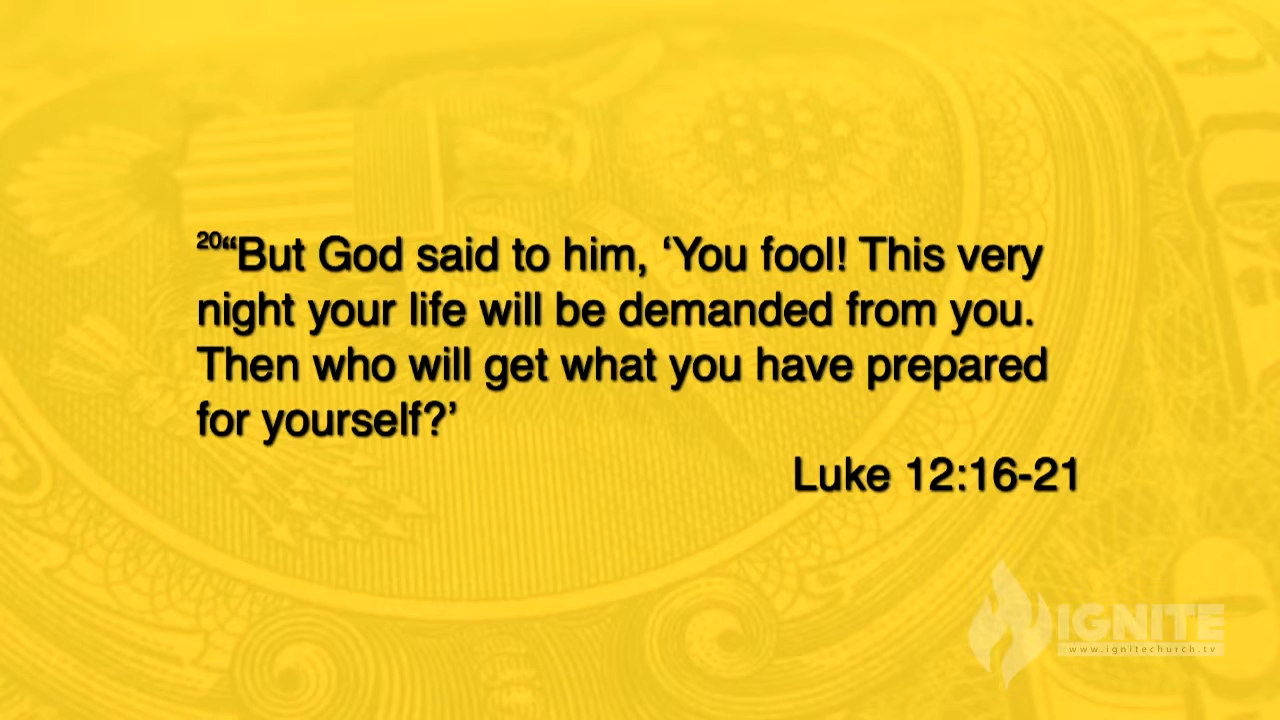 20“But God said to him, ‘You fool! This very
night your life will be demanded from you.
Then who will get what you have prepared
for yourself?’
Luke 12:16-21
IGNITE
www.ignitechurch.tv